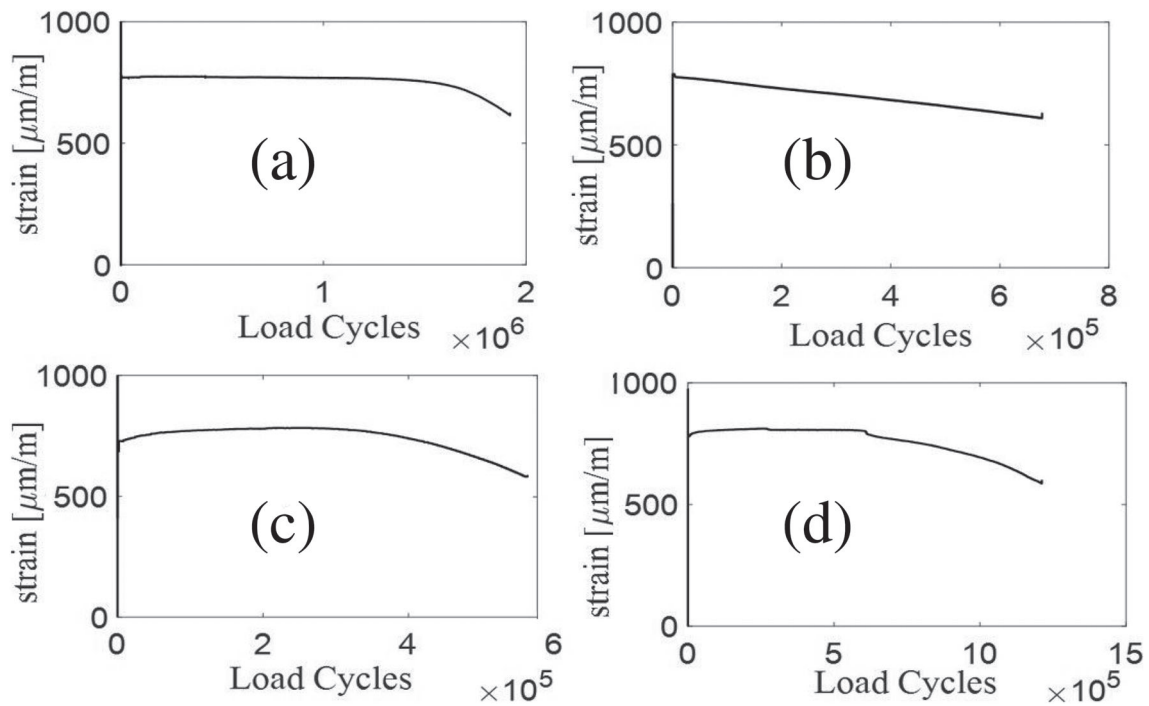 1000
500
0
strain [μm/m]
(a)
0 1 2
Load Cycles ×10^6
1000
500
0
strain [μm/m]
(b)
0 2 4 6 8
Load Cycles ×10^5
1000
500
0
strain [μm/m]
(c)
0 2 4 6
Load Cycles ×10^5
1000
500
0
strain [μm/m]
(d)
0 5 10 15
Load Cycles ×10^5